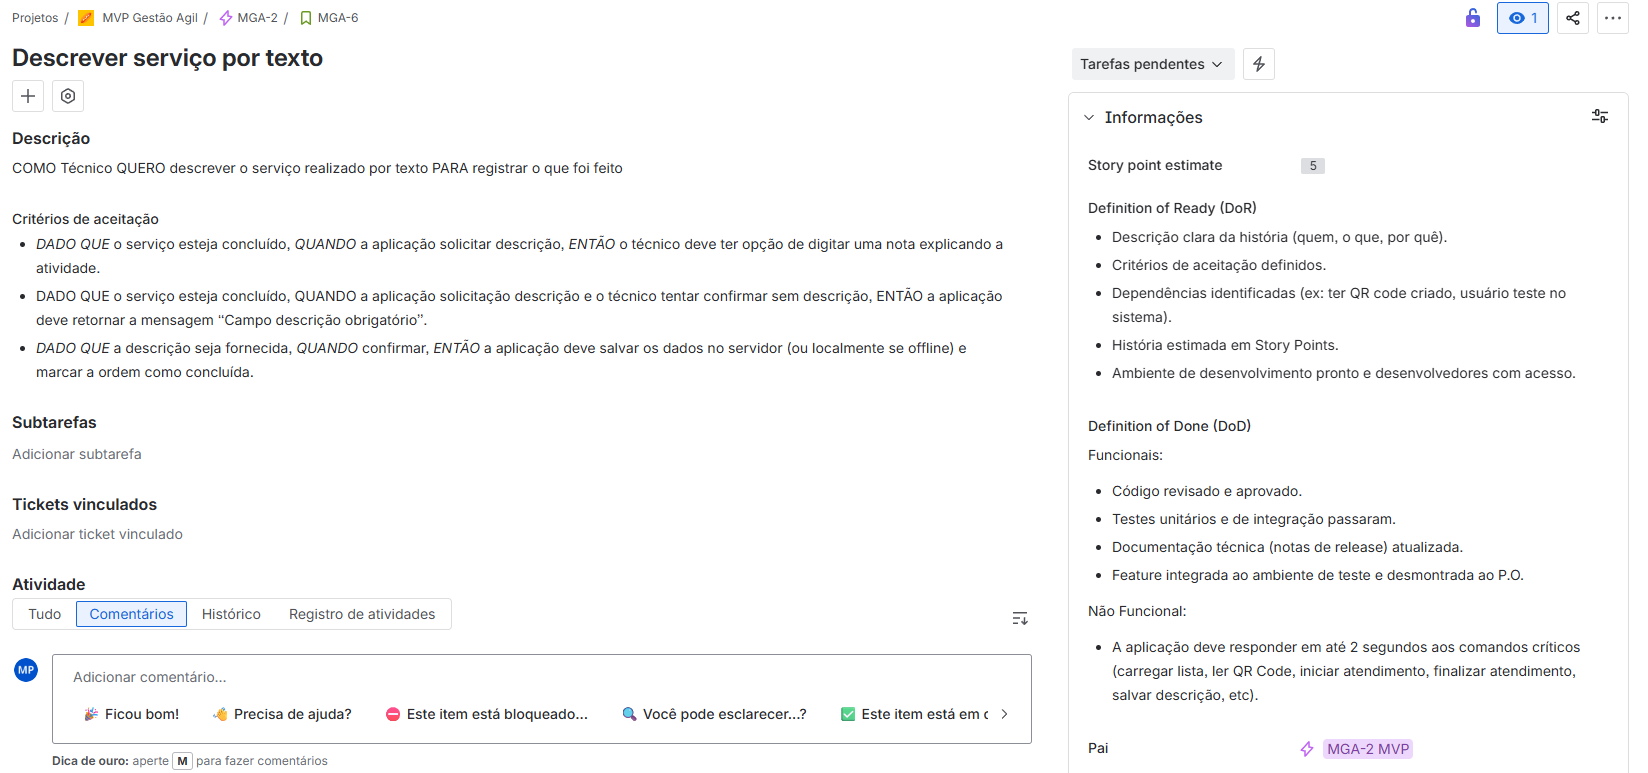 Projetos / MVP Gestão Agil / MGA-2 / MGA-6
1
Descrever serviço por texto
Descrição
COMO Técnico QUERO descrever o serviço realizado por texto PARA registrar o que foi feito
Critérios de aceitação
DADO QUE o serviço esteja concluído, QUANDO a aplicação solicitar descrição, ENTÃO o técnico deve ter opção de digitar uma nota explicando a
atividade.
DADO QUE o serviço esteja concluído, QUANDO a aplicação solicitação descrição e o técnico tentar confirmar sem descrição, ENTÃO a aplicação
deve retornar a mensagem “Campo descrição obrigatório”.
DADO QUE a descrição seja fornecida, QUANDO confirmar, ENTÃO a aplicação deve salvar os dados no servidor (ou localmente se offline) e
marcar a ordem como concluída.
Subtarefas
Adicionar subtarefa
Tickets vinculados
Adicionar ticket vinculado
Atividade
Tudo Comentários Histórico Registro de atividades
MP
Adicionar comentário...
Ficou bom! Precisa de ajuda? Este item está bloqueado... Você pode esclarecer...? Este item está em
Dica de ouro: aperte M para fazer comentários
Tarefas pendentes
Informações
Story point estimate 5
Definition of Ready (DoR)
Descrição clara da história (quem, o que, por quê).
Critérios de aceitação definidos.
Dependências identificadas (ex: ter QR code criado, usuário teste no
sistema).
História estimada em Story Points.
Ambiente de desenvolvimento pronto e desenvolvedores com acesso.
Definition of Done (DoD)
Funcionais:
Código revisado e aprovado.
Testes unitários e de integração passaram.
Documentação técnica (notas de release) atualizada.
Feature integrada ao ambiente de teste e desmontrada ao P.O.
Não Funcional:
A aplicação deve responder em até 2 segundos aos comandos críticos
(carregar lista, ler QR Code, iniciar atendimento, finalizar atendimento,
salvar descrição, etc).
Pai MGA-2 MVP